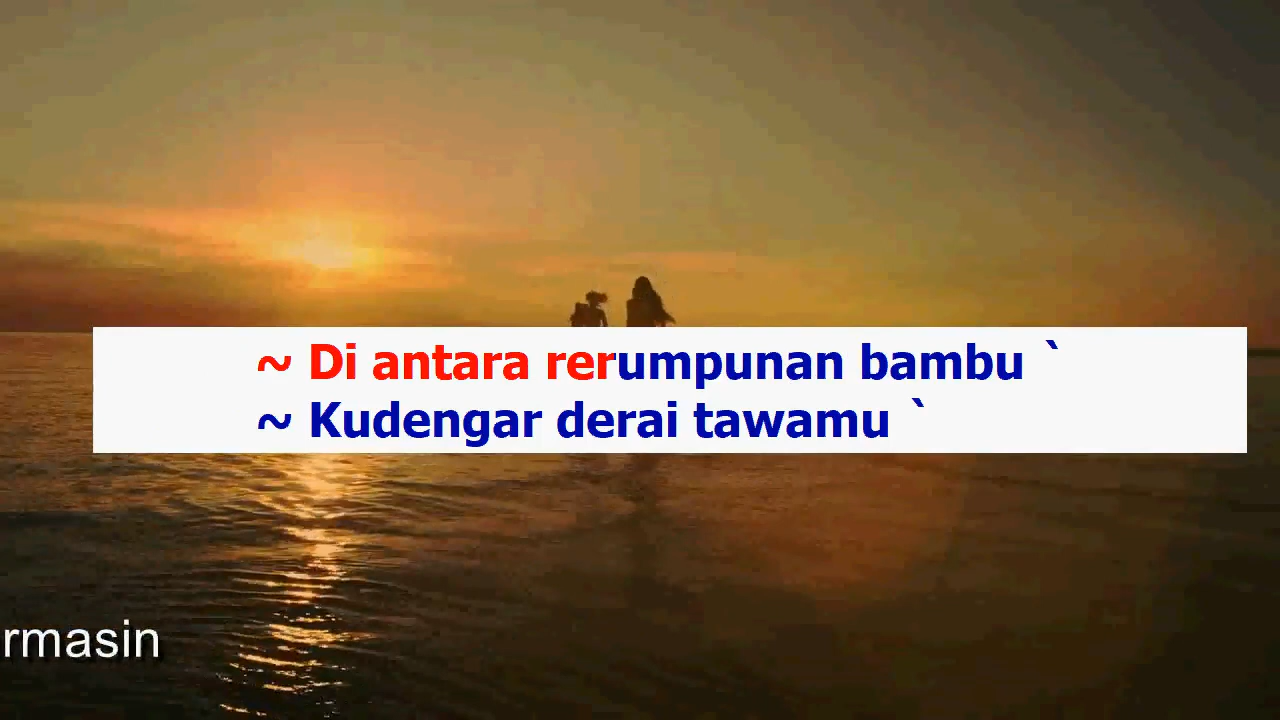 ~ Di antara rerumpunan bambu `
~ Kudengar derai tawamu `
rmasin